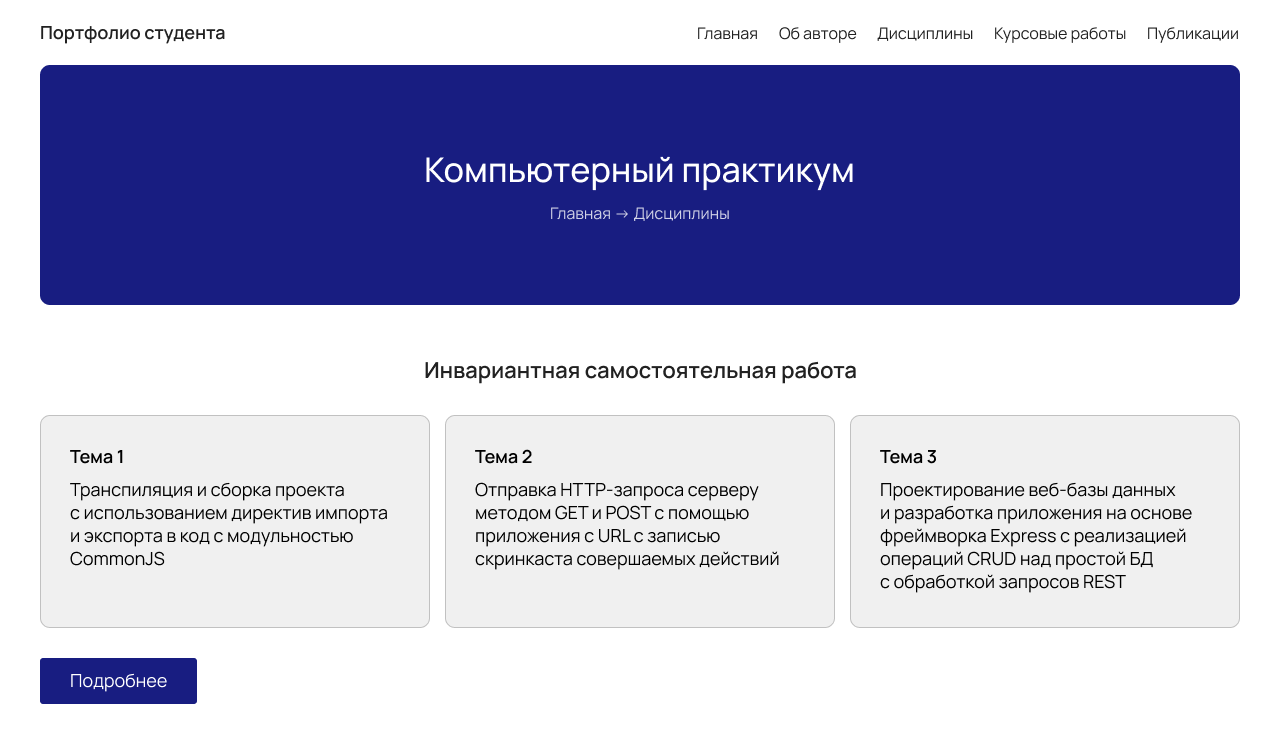 Портфолио студента
Главная Об авторе Дисциплины Курсовые работы Публикации
Компьютерный практикум
Главная → Дисциплины
Инвариантная самостоятельная работа
Тема 1
Транспиляция и сборка проекта
с использованием директив импорта
и экспорта в код с модульностью
CommonJS
Тема 2
Отправка HTTP-запроса серверу
методом GET и POST с помощью
приложения с URL с записью
скринкаста совершаемых действий
Тема 3
Проектирование веб-базы данных
и разработка приложения на основе
фреймворка Express с реализацией
операций CRUD над простой БД
с обработкой запросов REST
Подробнее